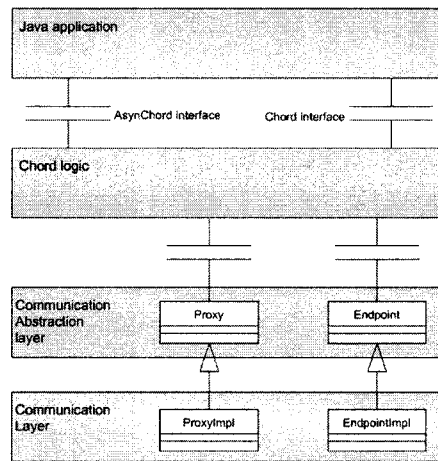 Java application
AsynChord interface
Chord interface
Chord logic
Communication
Abstraction
layer
Proxy
Endpoint
Communication
Layer
ProxyImpl
EndpointImpl